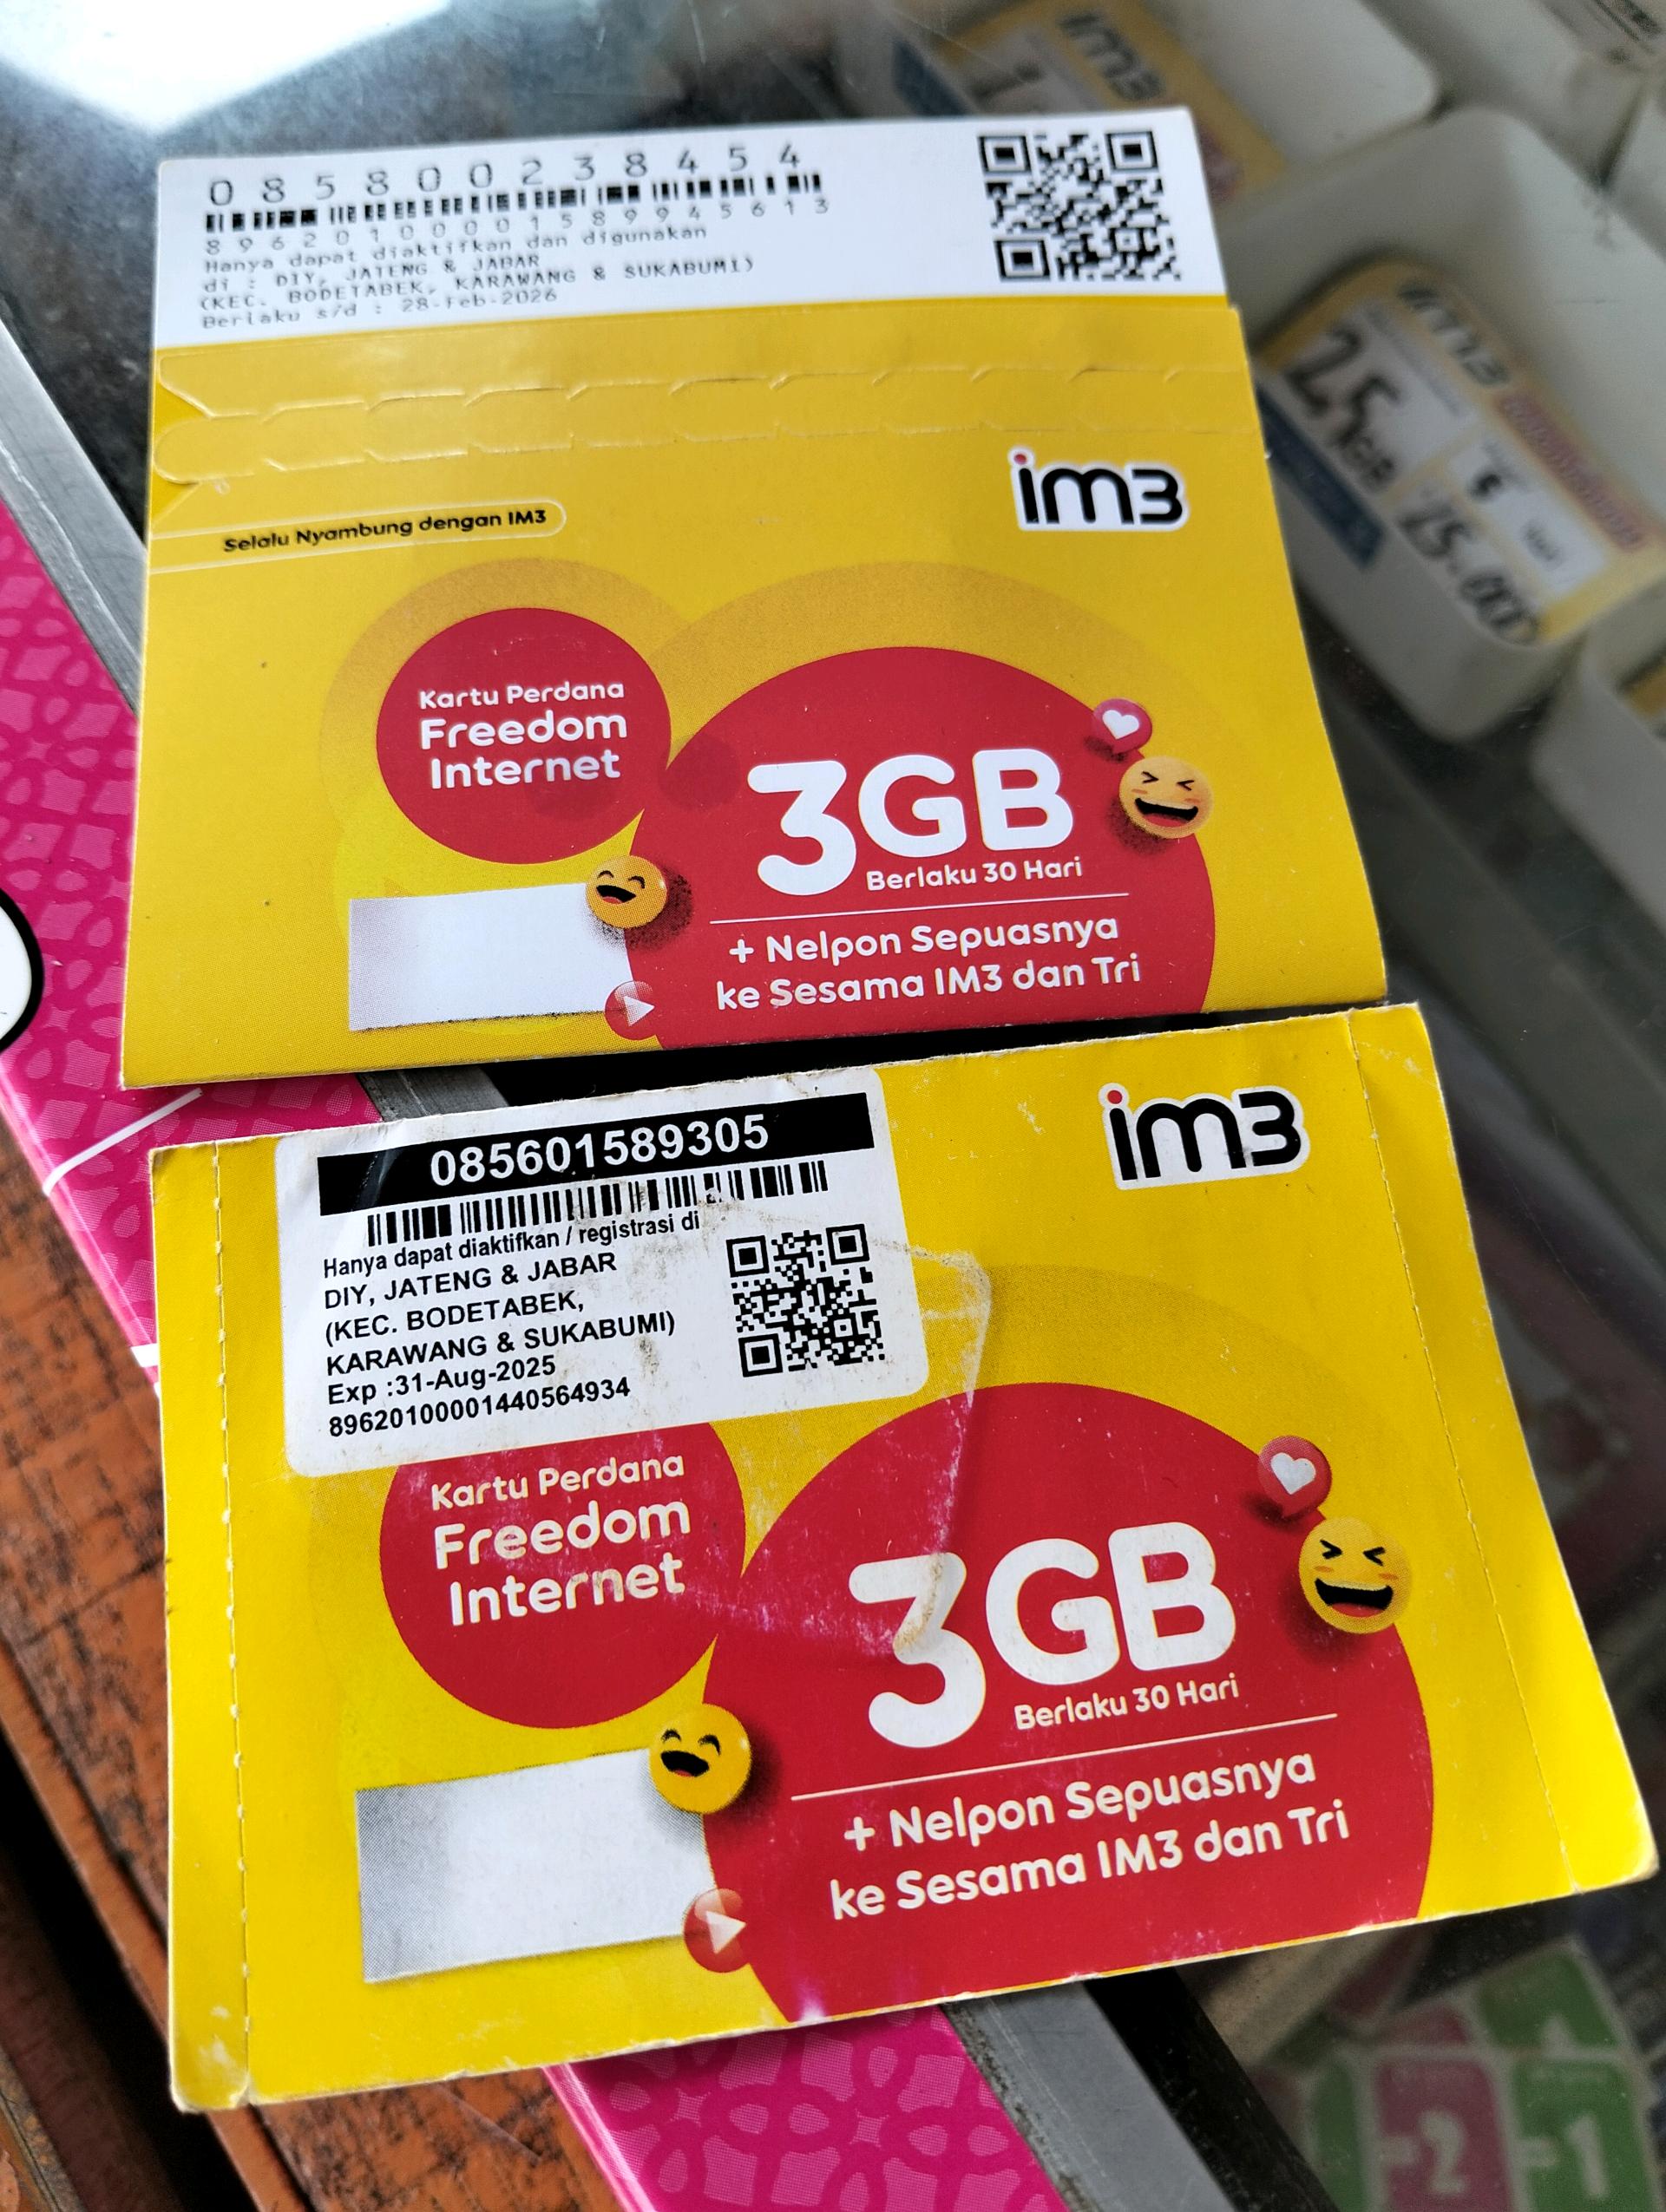 085800238454
8962010000158994561 3
Hanya dapat diaktifkan dan digunakan
di : DIY, JATENG & JABAR
(KEC. BODETABEK, KARAWANG & SUKABUMI)
Berlaku s/d : 28-Feb-2026
im3
Selalu Nyambung dengan IM3
Kartu Perdana
Freedom
Internet
3GB
Berlaku 30 Hari
+ Nelpon Sepuasnya
ke Sesama IM3 dan Tri
im3
085601589305
Hanya dapat diaktifkan / registrasi di
DIY, JATENG & JABAR
(KEC. BODETABEK,
KARAWANG & SUKABUMI)
Exp :31-Aug-2025
89620100001440564934
Kartu Perdana
Freedom
Internet
3GB
Berlaku 30 Hari
+ Nelpon Sepuasnya
ke Sesama IM3 dan Tri
im3
im3